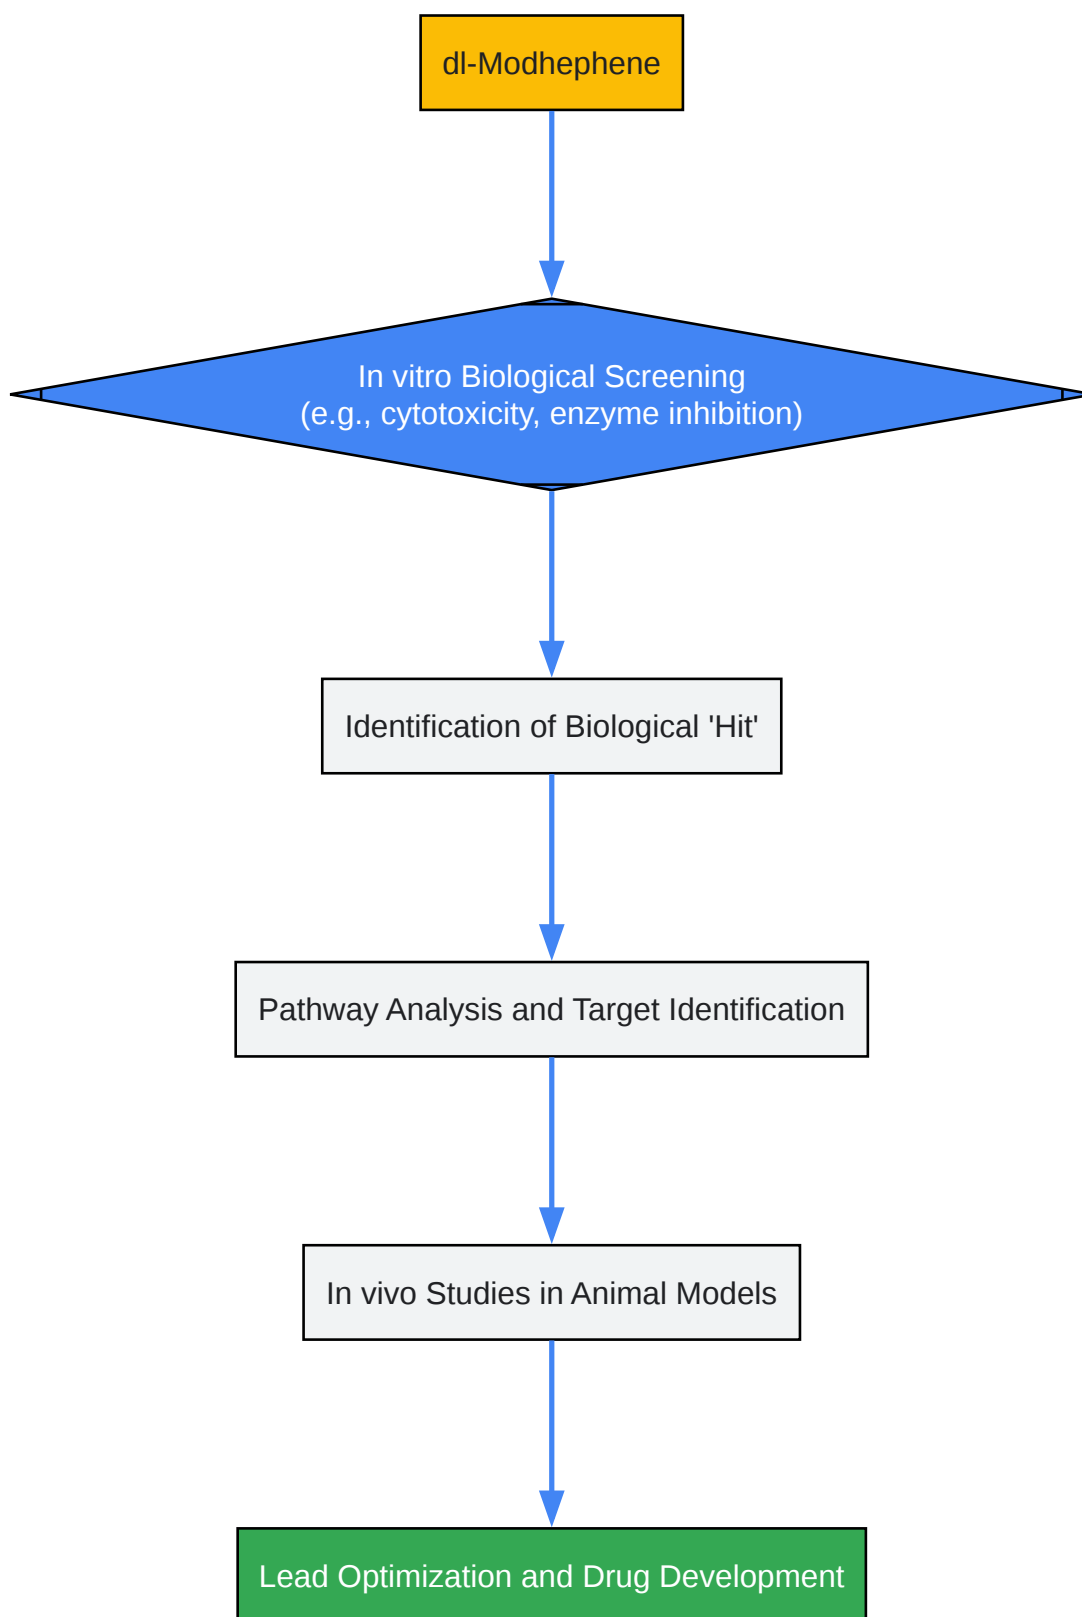 dl-Modhephene
In vitro Biological Screening
(e.g., cytotoxicity, enzyme inhibition)
Identification of Biological 'Hit'
Pathway Analysis and Target Identification
In vivo Studies in Animal Models
Lead Optimization and Drug Development